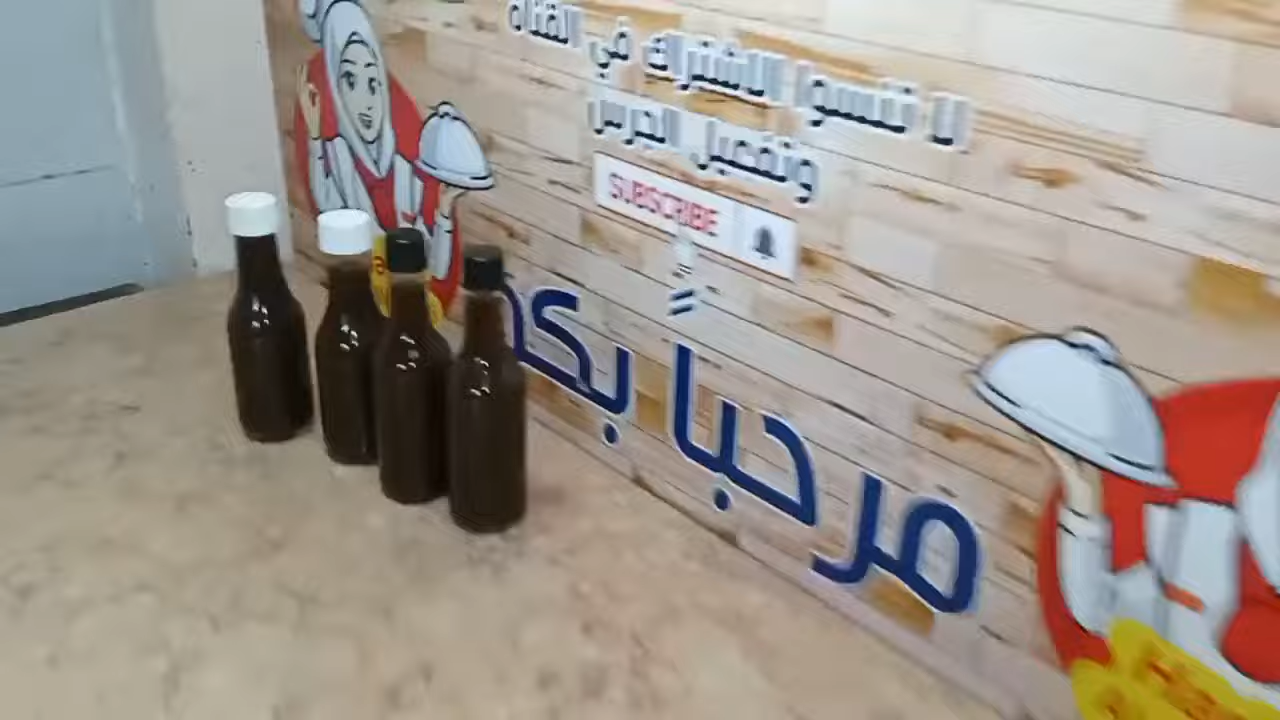 لا تنسوا الاشتراك في القناة
وتفعيل الجرس
SUBSCRIBE
مرحباً بكم